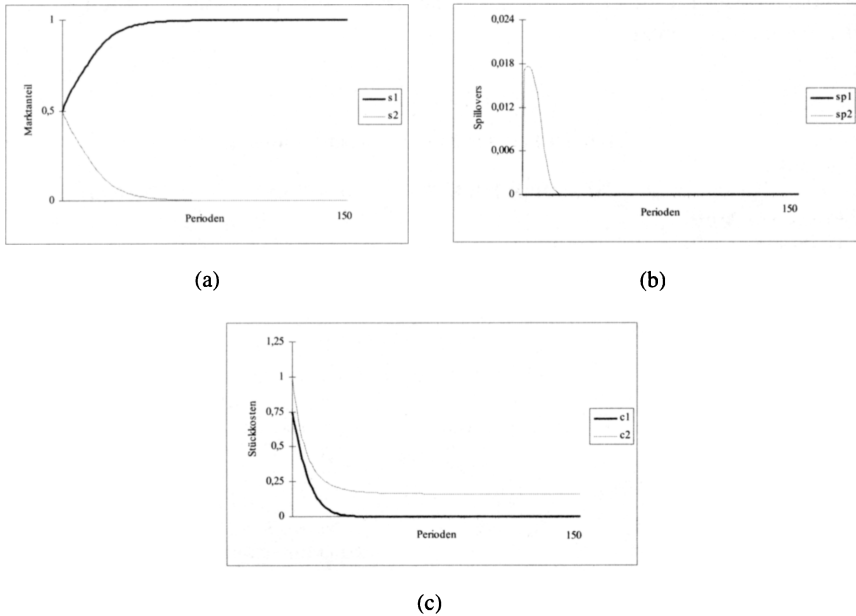 1
0,5
0
Marktanteil
Perioden
150
s1
s2
(a)
0,024
0,018
0,012
0,006
0
Spillovers
Perioden
150
sp1
sp2
(b)
1,25
1
0,75
0,5
0,25
0
Stückkosten
Perioden
150
c1
c2
(c)